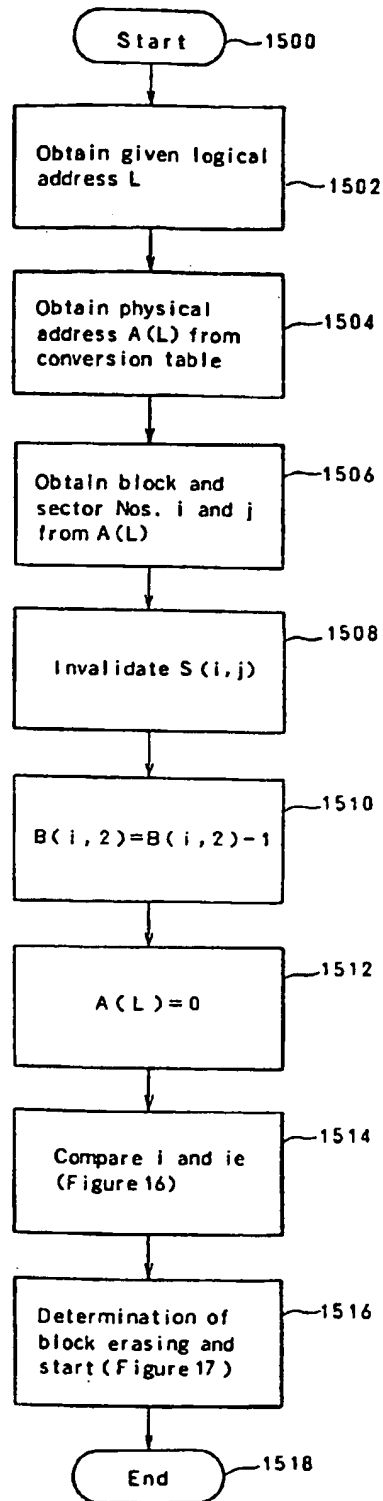 Start
1500
Obtain given logical
address L
1502
Obtain physical
address A(L) from
conversion table
1504
Obtain block and
sector Nos. i and j
from A(L)
1506
Invalidate S(i,j)
1508
B(i,2)=B(i,2)-1
1510
A(L)=0
1512
Compare i and ie
(Figure 16)
1514
Determination of
block erasing and
start (Figure 17)
1516
End
1518